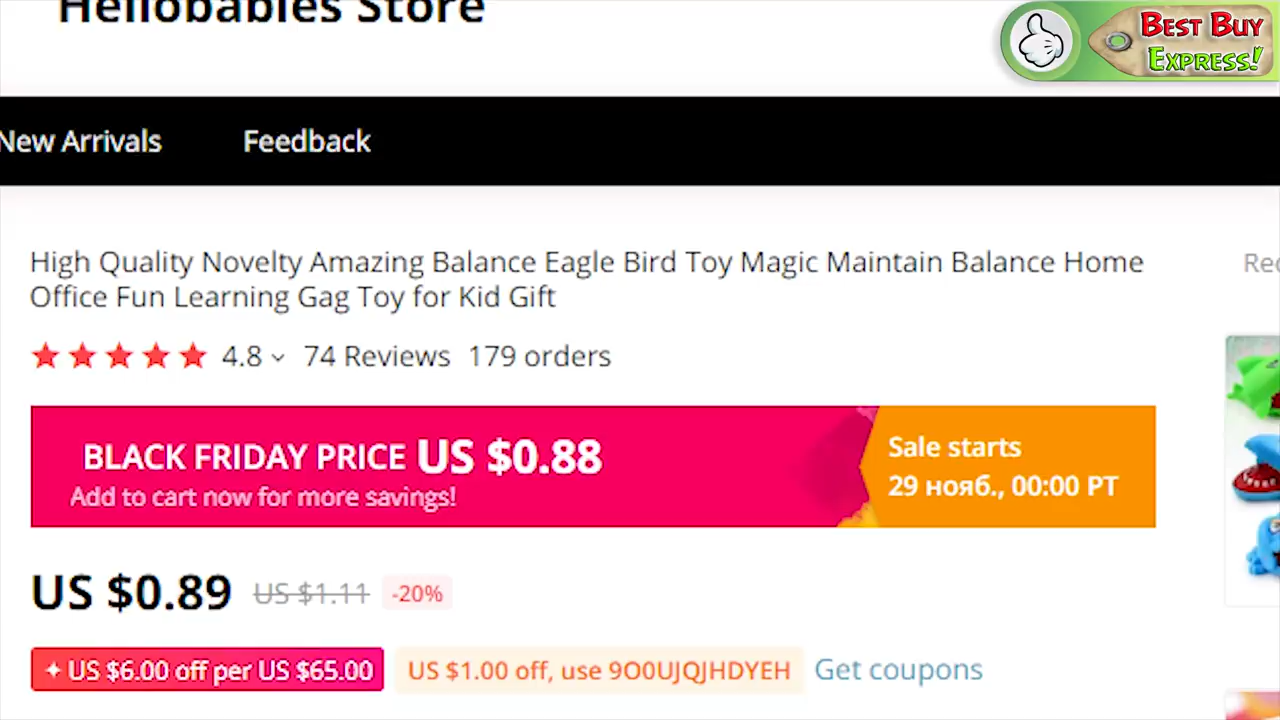 Hellobabies Store
BEST BUY
EXPRESS!
New Arrivals
Feedback
High Quality Novelty Amazing Balance Eagle Bird Toy Magic Maintain Balance Home
Office Fun Learning Gag Toy for Kid Gift
4.8
74 Reviews
179 orders
BLACK FRIDAY PRICE US $0.88
Add to cart now for more savings!
Sale starts
29 нояб., 00:00 PT
US $0.89
US $1.11
-20%
US $6.00 off per US $65.00
US $1.00 off, use 9O0UJQJHDYEH
Get coupons